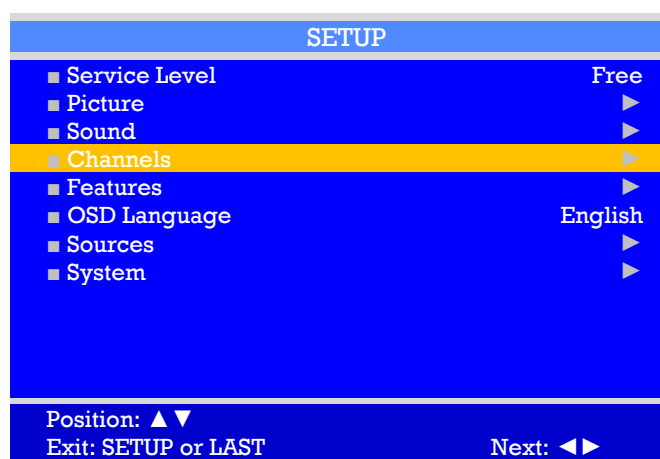 SETUP
■ Service Level Free
■ Picture ►
■ Sound ►
■ Channels ►
■ Features ►
■ OSD Language English
■ Sources ►
■ System ►
Position: ▲▼
Exit: SETUP or LAST Next: ◄►